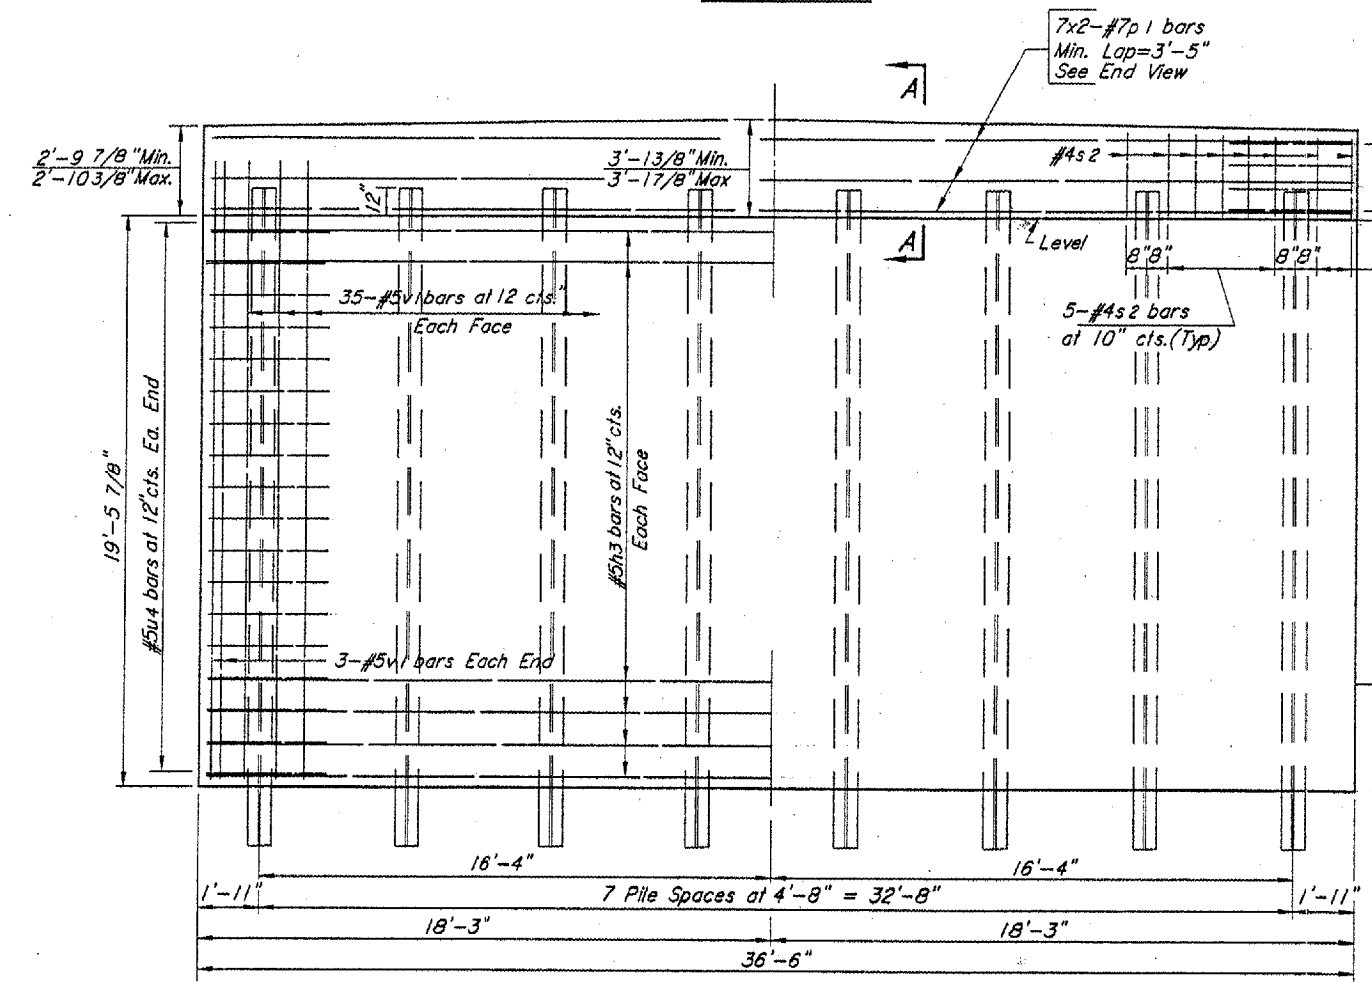 7x2-#7p1 bars
Min. Lap=3'-5"
See End View
A
2'-9 7/8"Min.
2'-10 3/8"Max.
3'-1 3/8" Min.
3'-1 7/8" Max
#4s2
12"
A
Level
8" 8"
8" 8"
35-#5v1 bars at 12 cts."
Each Face
5-#4s2 bars
at 10" cts.(Typ)
19'-5 7/8"
#5u4 bars at 12"cts. Ea. End
#5h3 bars at 12"cts.
Each Face
3-#5v1 bars Each End
16'-4"
16'-4"
1'-11"
7 Pile Spaces at 4'-8" = 32'-8"
1'-11"
18'-3"
18'-3"
36'-6"